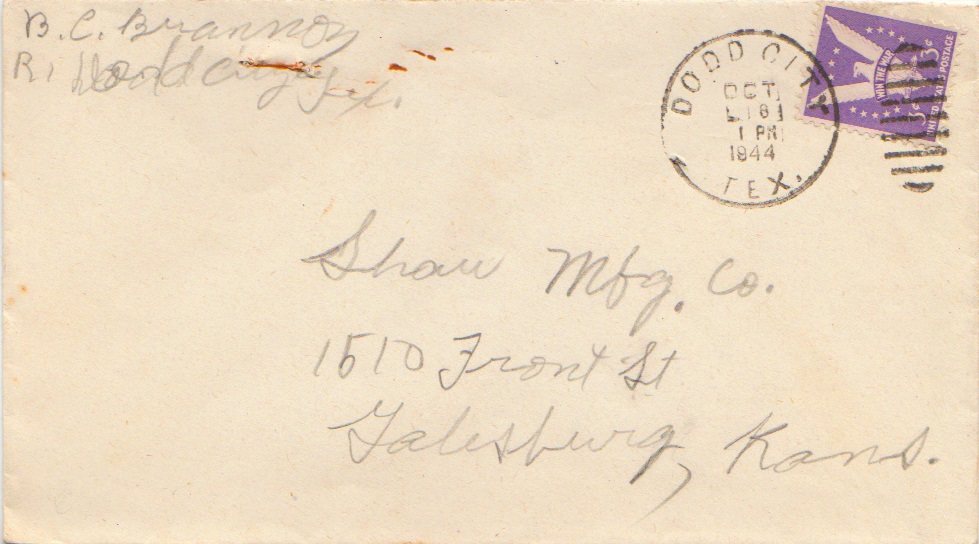 B. C. Brannon
R1 Dodd City Tex.
DODD CITY
OCT
18
1 PM
1944
TEX.
WIN THE WAR
3¢
UNITED STATES POSTAGE
Shaw Mfg. Co.
1510 Front St
Galesburg, Kans.